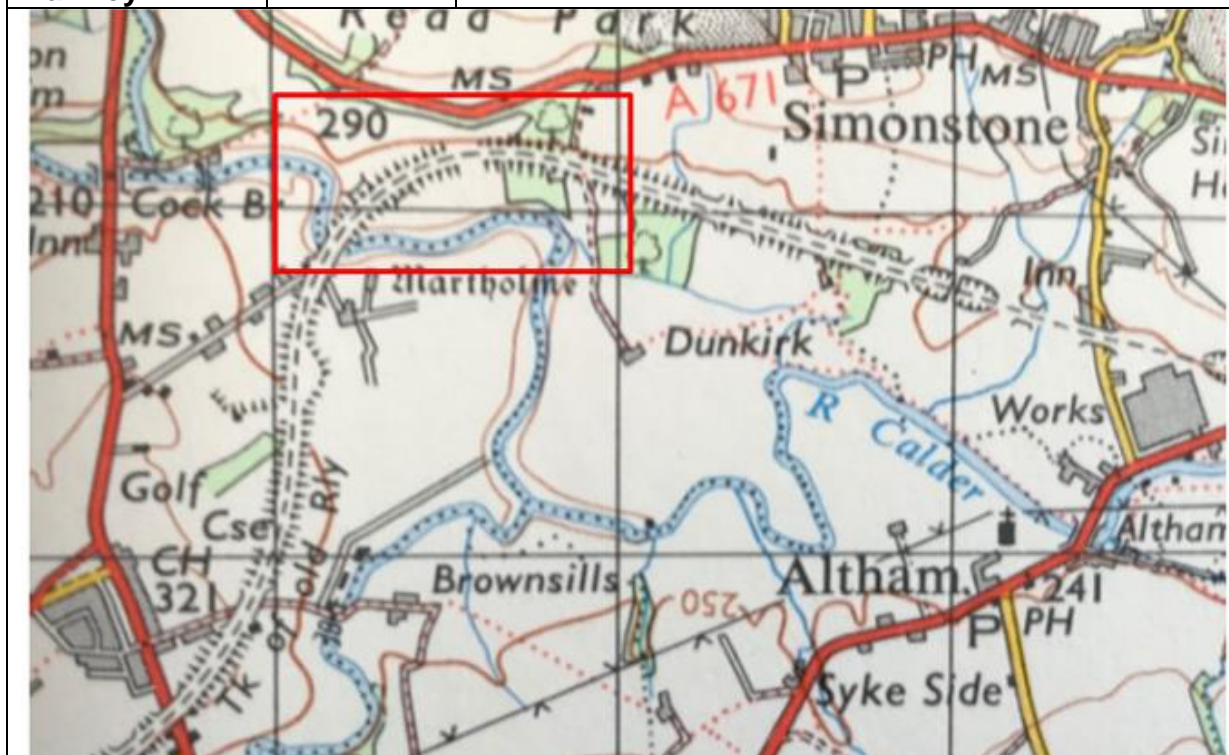 Read Park
MS
290
A 671
P
PH
MS
Simonstone
210
Cock B
Inn
Martholme
Inn
MS
Dunkirk
R Calder
Works
Golf
Cse
CH
321
Tk of old Rly
Brownsills
250
Altham
241
P
PH
Syke Side